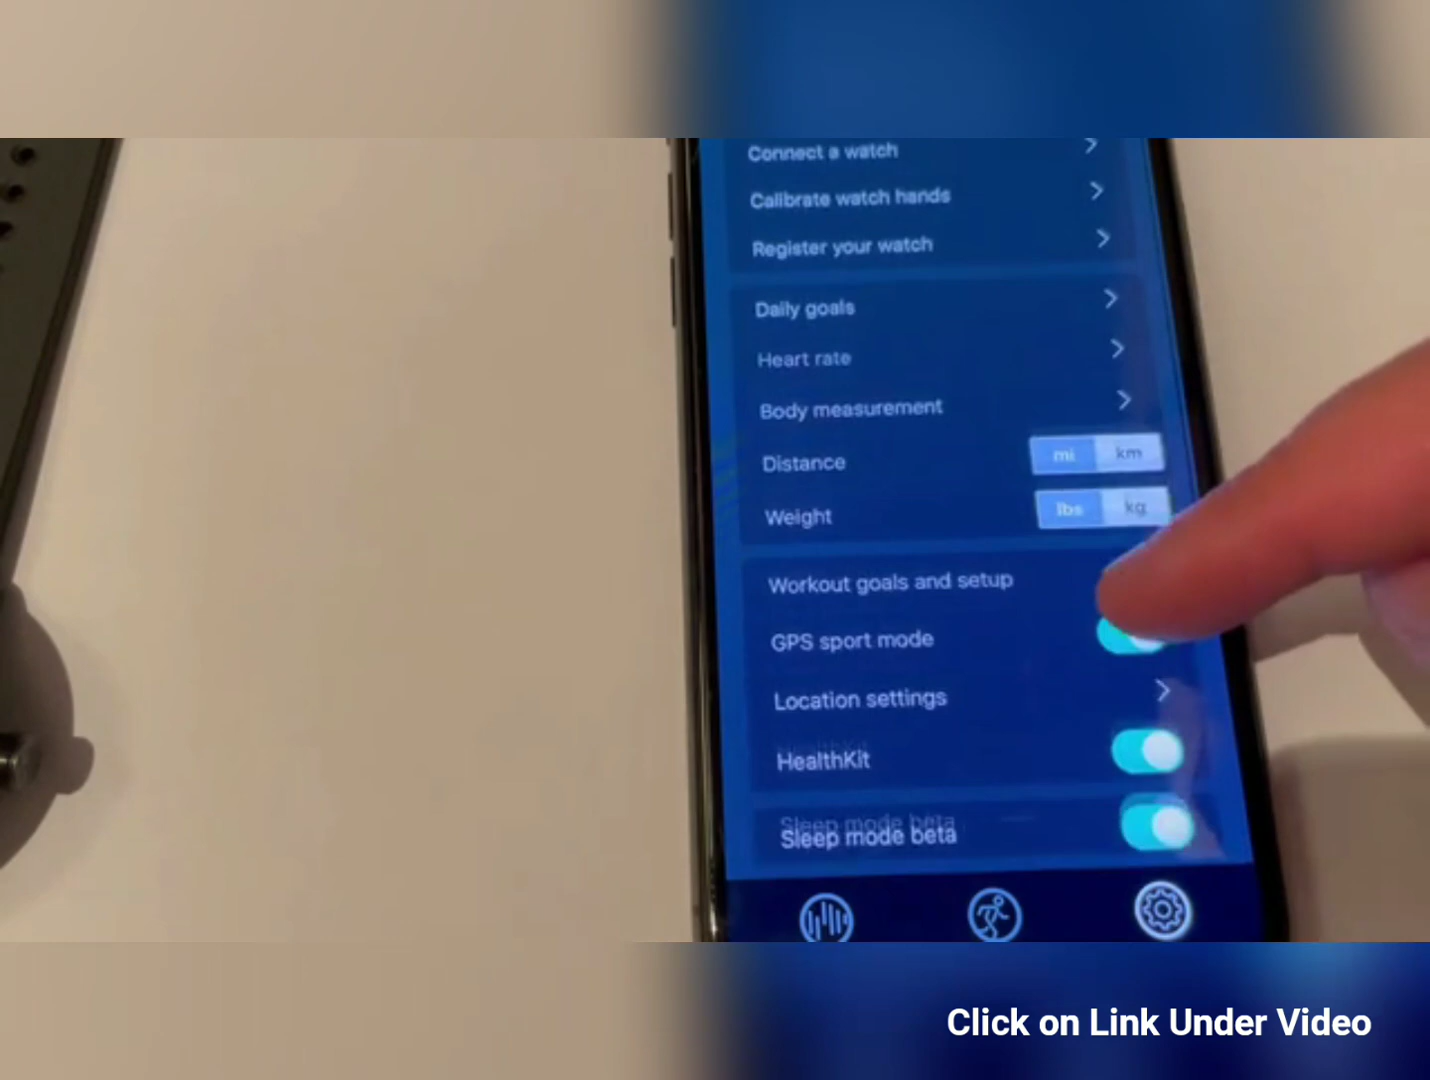 Connect a watch
Calibrate watch hands
Register your watch
Daily goals
Heart rate
Body measurement
Distance mi km
Weight lbs kg
Workout goals and setup
GPS sport mode
Location settings
HealthKit
Sleep mode beta
Click on Link Under Video